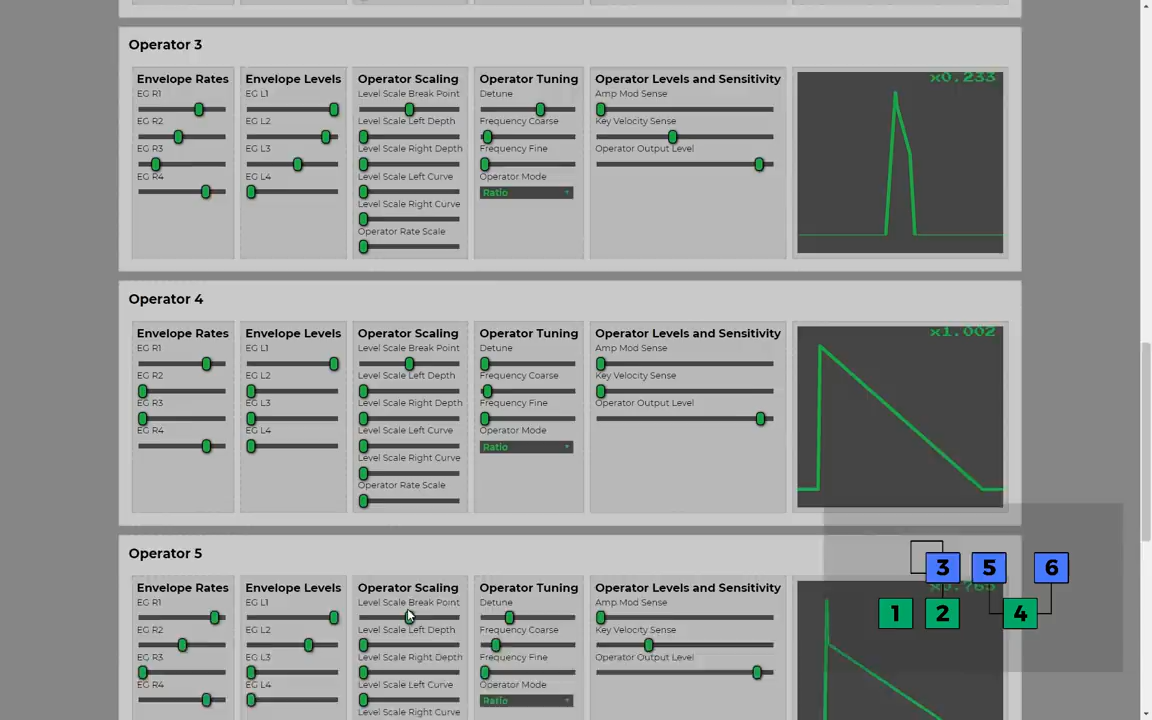 Operator 3
Envelope Rates Envelope Levels Operator Scaling Operator Tuning Operator Levels and Sensitivity x0.233
EG R1 EG L1 Level Scale Break Point Detune Amp Mod Sense
EG R2 EG L2 Level Scale Left Depth Frequency Coarse Key Velocity Sense
EG R3 EG L3 Level Scale Right Depth Frequency Fine Operator Output Level
EG R4 EG L4 Level Scale Left Curve Operator Mode
Ratio
Level Scale Right Curve
Operator Rate Scale
Operator 4
Envelope Rates Envelope Levels Operator Scaling Operator Tuning Operator Levels and Sensitivity x1.002
EG R1 EG L1 Level Scale Break Point Detune Amp Mod Sense
EG R2 EG L2 Level Scale Left Depth Frequency Coarse Key Velocity Sense
EG R3 EG L3 Level Scale Right Depth Frequency Fine Operator Output Level
EG R4 EG L4 Level Scale Left Curve Operator Mode
Ratio
Level Scale Right Curve
Operator Rate Scale
Operator 5
3 5 6
Envelope Rates Envelope Levels Operator Scaling Operator Tuning Operator Levels and Sensitivity
EG R1 EG L1 Level Scale Break Point Detune Amp Mod Sense
1 2 4
EG R2 EG L2 Level Scale Left Depth Frequency Coarse Key Velocity Sense
EG R3 EG L3 Level Scale Right Depth Frequency Fine Operator Output Level
EG R4 EG L4 Level Scale Left Curve Operator Mode
Ratio
Level Scale Right Curve